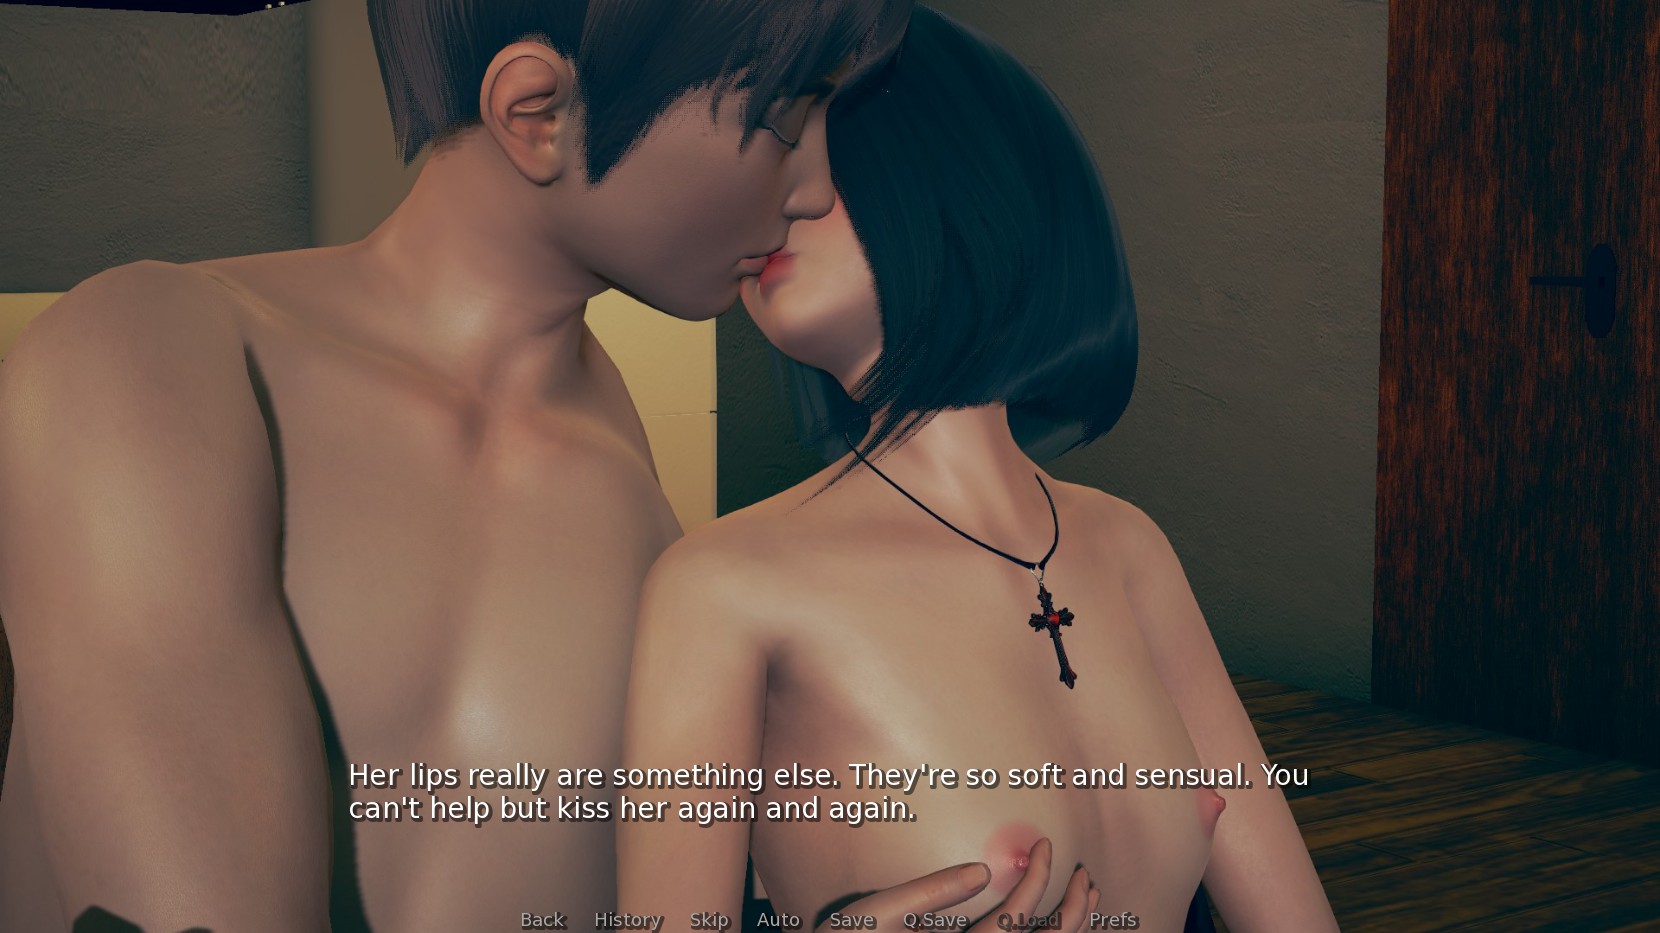 Her lips really are something else. They're so soft and sensual. You
can't help but kiss her again and again.
Back History Skip Auto Save Q.Save Q.Load Prefs